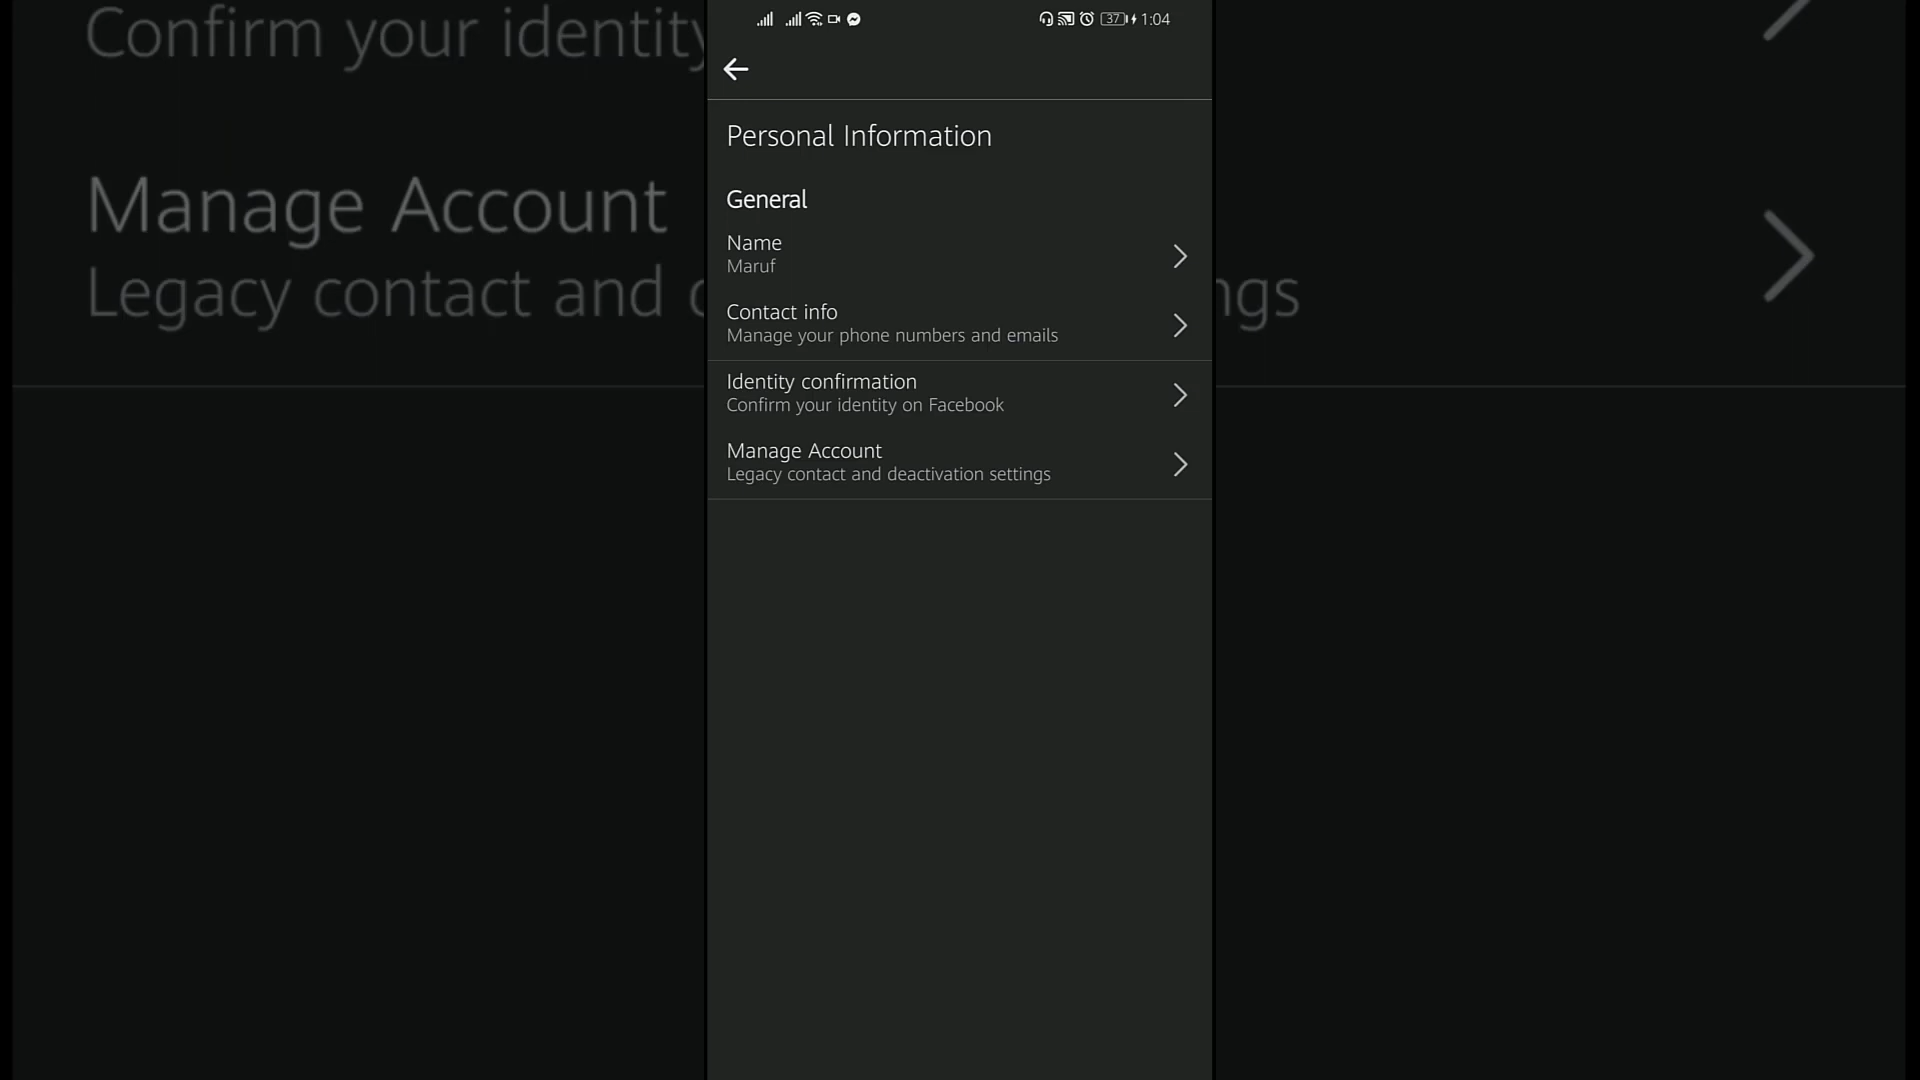 Confirm your identity
Manage Account
Legacy contact and
ngs
37 1:04
Personal Information
General
Name
Maruf
Contact info
Manage your phone numbers and emails
Identity confirmation
Confirm your identity on Facebook
Manage Account
Legacy contact and deactivation settings